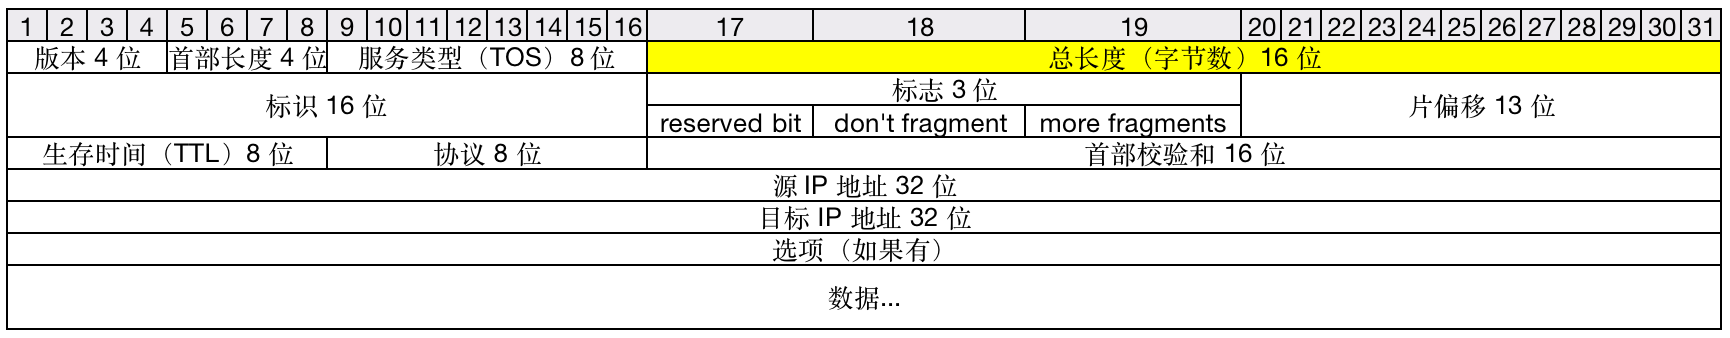 1 2 3 4 5 6 7 8 9 10 11 12 13 14 15 16 17 18 19 20 21 22 23 24 25 26 27 28 29 30 31
版本 4 位 首部长度 4 位 服务类型（TOS）8 位 总长度（字节数）16 位
标识 16 位 标志 3 位 片偏移 13 位
reserved bit don't fragment more fragments
生存时间（TTL）8 位 协议 8 位 首部校验和 16 位
源 IP 地址 32 位
目标 IP 地址 32 位
选项（如果有）
数据...